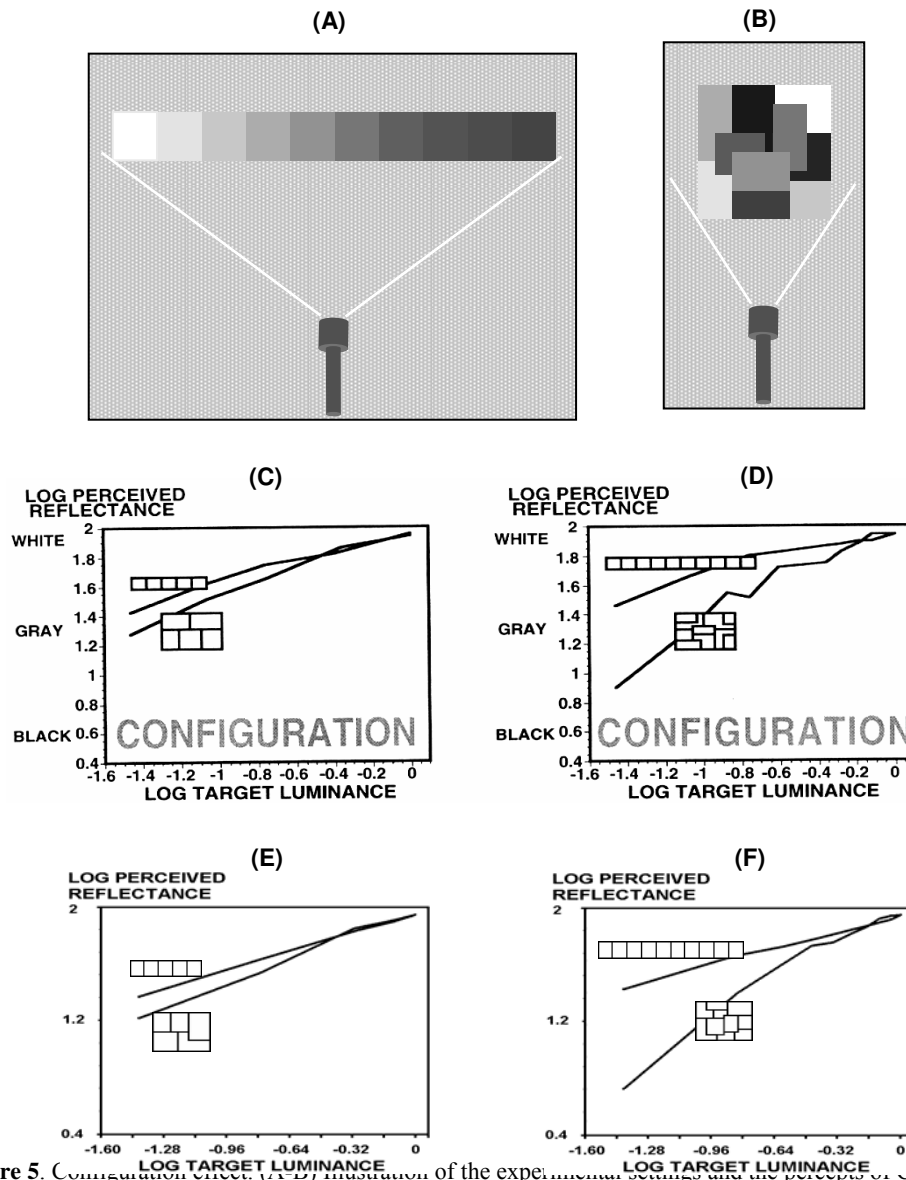 (A)
(B)
(C)
LOG PERCEIVED
REFLECTANCE
2
WHITE
1.8
1.6
1.4
GRAY
1.2
1
0.8
BLACK 0.6
CONFIGURATION
0.4
-1.6 -1.4 -1.2 -1 -0.8 -0.6 -0.4 -0.2 0
LOG TARGET LUMINANCE
(D)
LOG PERCEIVED
REFLECTANCE
2
WHITE
1.8
1.6
1.4
GRAY
1.2
1
0.8
BLACK 0.6
CONFIGURATION
0.4
-1.6 -1.4 -1.2 -1 -0.8 -0.6 -0.4 -0.2 0
LOG TARGET LUMINANCE
(E)
LOG PERCEIVED
REFLECTANCE
2
1.2
0.4
-1.60 -1.28 -0.96 -0.64 -0.32 0
LOG TARGET LUMINANCE
(F)
LOG PERCEIVED
REFLECTANCE
2
1.2
0.4
-1.60 -1.28 -0.96 -0.64 -0.32 0
LOG TARGET LUMINANCE
re 5. Configuration effect. (A-B) Illustration of the experimental settings and the percepts of